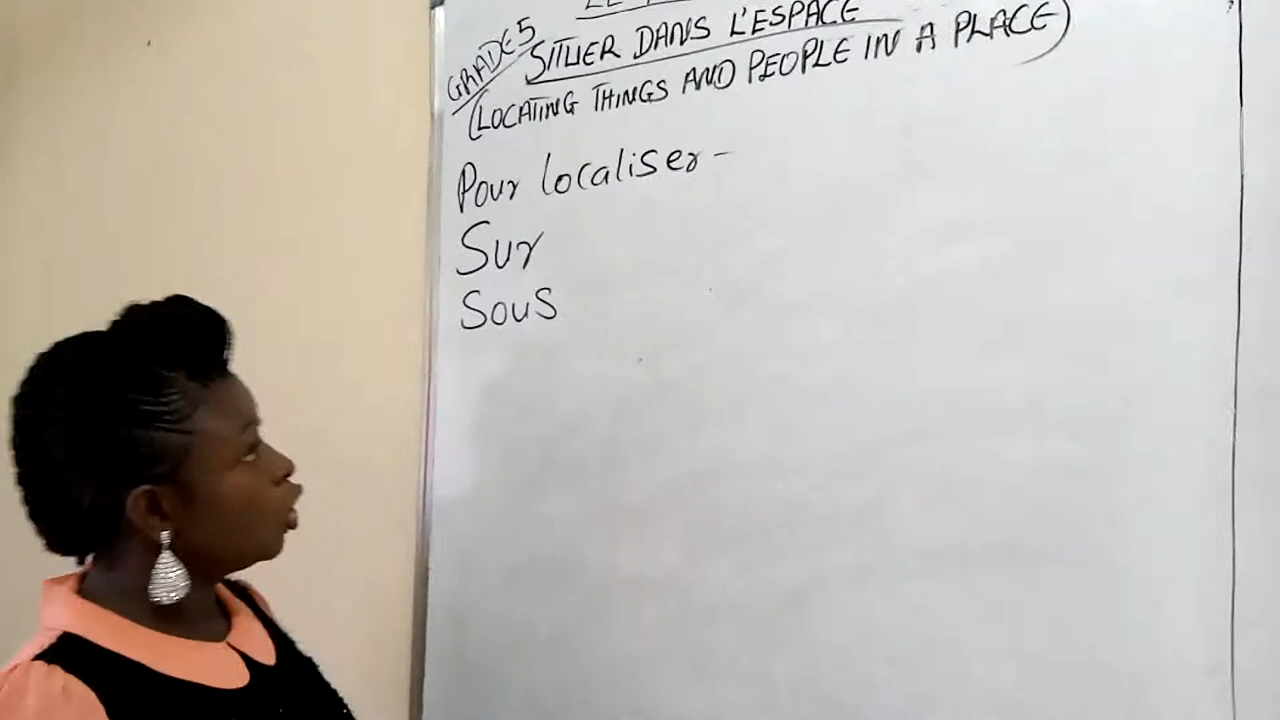 GRADE 5
SITUER DANS L'ESPACE
(LOCATING THINGS AND PEOPLE IN A PLACE)
Pour localiser -
Sur
Sous